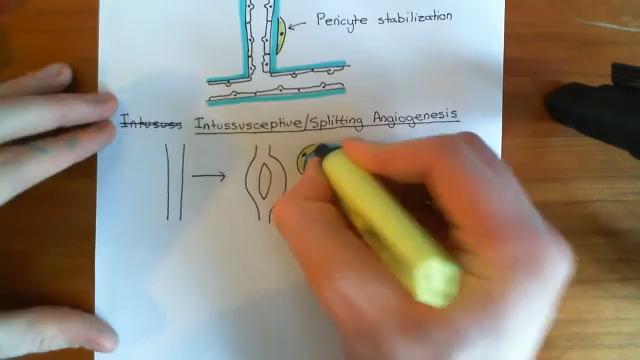 Pericyte stabilization
Intususs Intussusceptive/Splitting Angiogenesis